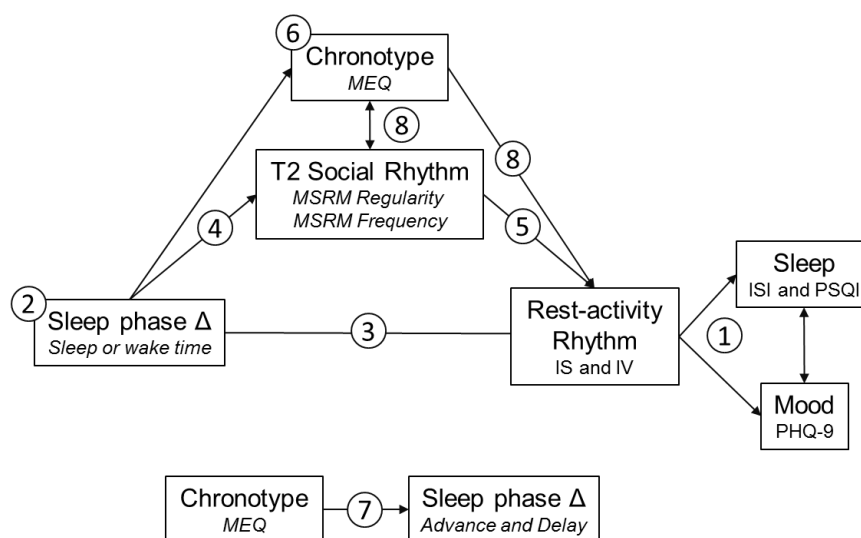 6
Chronotype
MEQ
8
8
T2 Social Rhythm
MSRM Regularity
MSRM Frequency
4
5
2
Sleep phase Δ
Sleep or wake time
3
Rest-activity
Rhythm
IS and IV
Sleep
ISI and PSQI
1
Mood
PHQ-9
Chronotype
MEQ
7
Sleep phase Δ
Advance and Delay